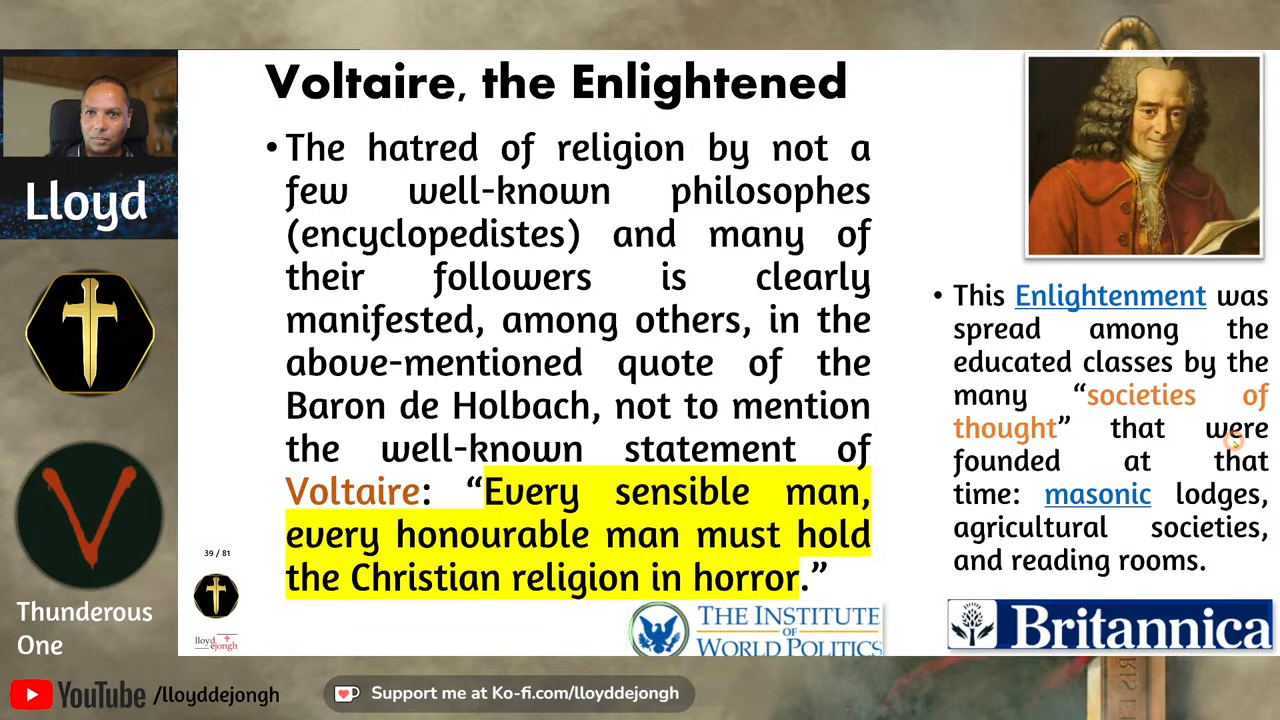 Voltaire, the Enlightened
• The hatred of religion by not a
few well-known philosophes
(encyclopedistes) and many of
their followers is clearly
manifested, among others, in the
above-mentioned quote of the
Baron de Holbach, not to mention
the well-known statement of
Voltaire: “Every sensible man,
every honourable man must hold
the Christian religion in horror.”
• This Enlightenment was
spread among the
educated classes by the
many “societies of
thought” that were
founded at that
time: masonic lodges,
agricultural societies,
and reading rooms.
Lloyd
V
Thunderous
One
39 / 81
lloyd
dejongh
THE INSTITUTE
OF
WORLD POLITICS
Britannica
YouTube /lloyddejongh
Support me at Ko-fi.com/lloyddejongh